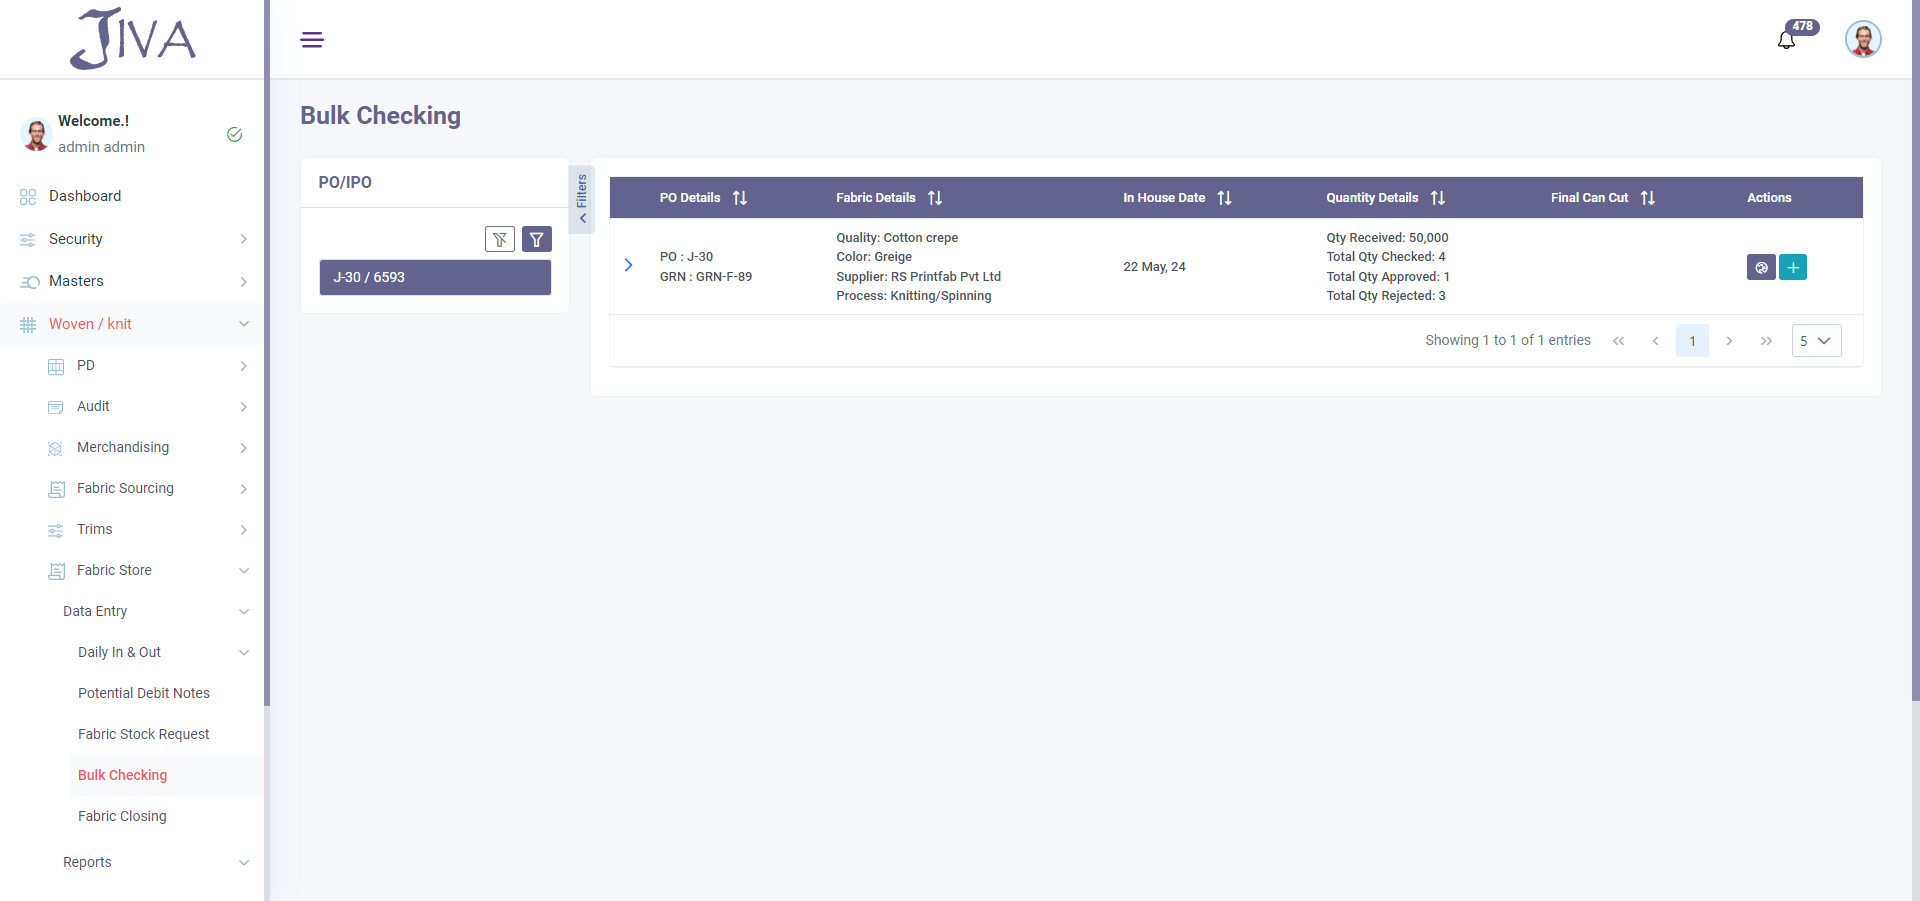 JIVA
478
Welcome.!
admin admin
Dashboard
Security
Masters
Woven / knit
PD
Audit
Merchandising
Fabric Sourcing
Trims
Fabric Store
Data Entry
Daily In & Out
Potential Debit Notes
Fabric Stock Request
Bulk Checking
Fabric Closing
Reports
Bulk Checking
PO/IPO
J-30 / 6593
Filters
PO Details
Fabric Details
In House Date
Quantity Details
Final Can Cut
Actions
PO : J-30
GRN : GRN-F-89
Quality: Cotton crepe
Color: Greige
Supplier: RS Printfab Pvt Ltd
Process: Knitting/Spinning
22 May, 24
Qty Received: 50,000
Total Qty Checked: 4
Total Qty Approved: 1
Total Qty Rejected: 3
Showing 1 to 1 of 1 entries
1
5